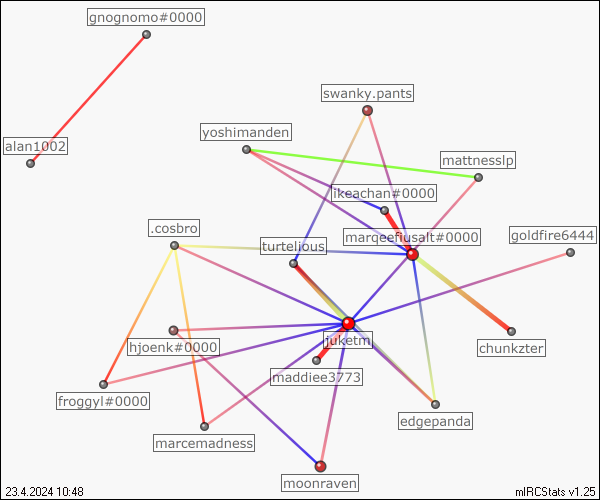 gnognomo#0000
swanky.pants
yoshimanden
alan1002
mattnesslp
ikeachan#0000
.cosbro
marqeefiusalt#0000
goldfire6444
turtelious
juketm
hjoenk#0000
chunkzter
maddiee3773
froggyl#0000
edgepanda
marcemadness
moonraven
23.4.2024 10:48
mIRCStats v1.25